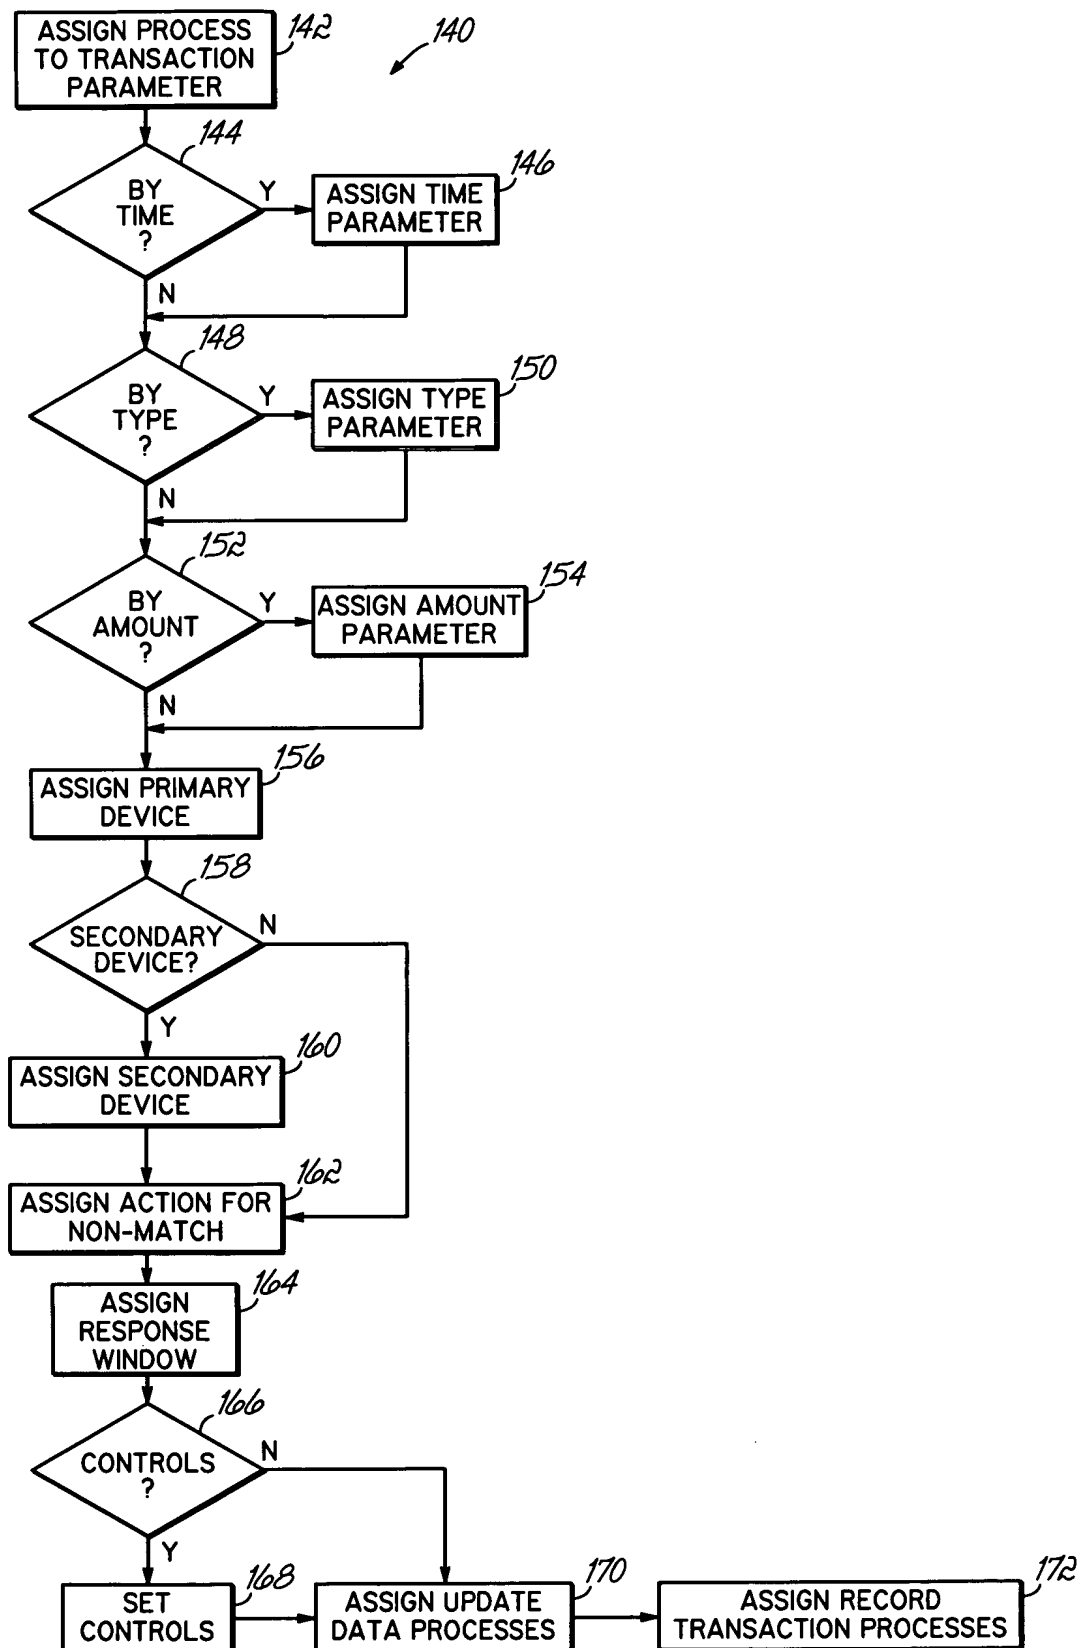 ASSIGN PROCESS
TO TRANSACTION
PARAMETER
142
140
144
BY
TIME
?
Y
ASSIGN TIME
PARAMETER
146
N
148
BY
TYPE
?
Y
ASSIGN TYPE
PARAMETER
150
N
152
BY
AMOUNT
?
Y
ASSIGN AMOUNT
PARAMETER
154
N
156
ASSIGN PRIMARY
DEVICE
158
SECONDARY
DEVICE?
N
Y
160
ASSIGN SECONDARY
DEVICE
162
ASSIGN ACTION FOR
NON-MATCH
164
ASSIGN
RESPONSE
WINDOW
166
CONTROLS
?
N
Y
SET
CONTROLS
168
ASSIGN UPDATE
DATA PROCESSES
170
ASSIGN RECORD
TRANSACTION PROCESSES
172